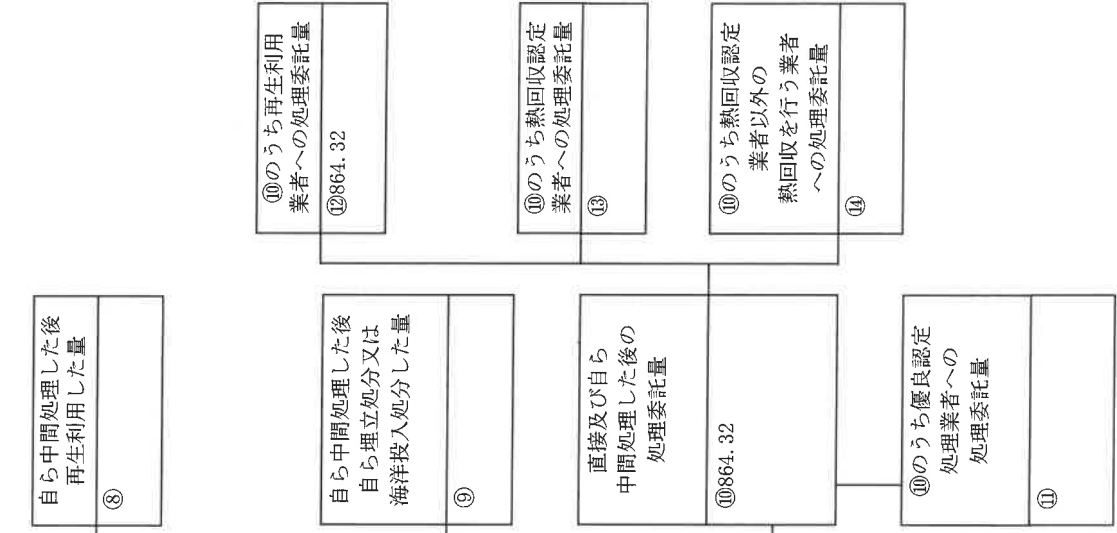 自ら中間処理した後
再生利用した量
⑧
自ら中間処理した後
自ら埋立処分又は
海洋投入処分した量
⑨
直接及び自ら
中間処理した後の
処理委託量
⑩864.32
⑩のうち優良認定
処理業者への
処理委託量
⑪
⑩のうち再生利用
業者への処理委託量
⑫864.32
⑩のうち熱回収認定
業者への処理委託量
⑬
⑩のうち熱回収認定
業者以外の
熱回収を行う業者
への処理委託量
⑭